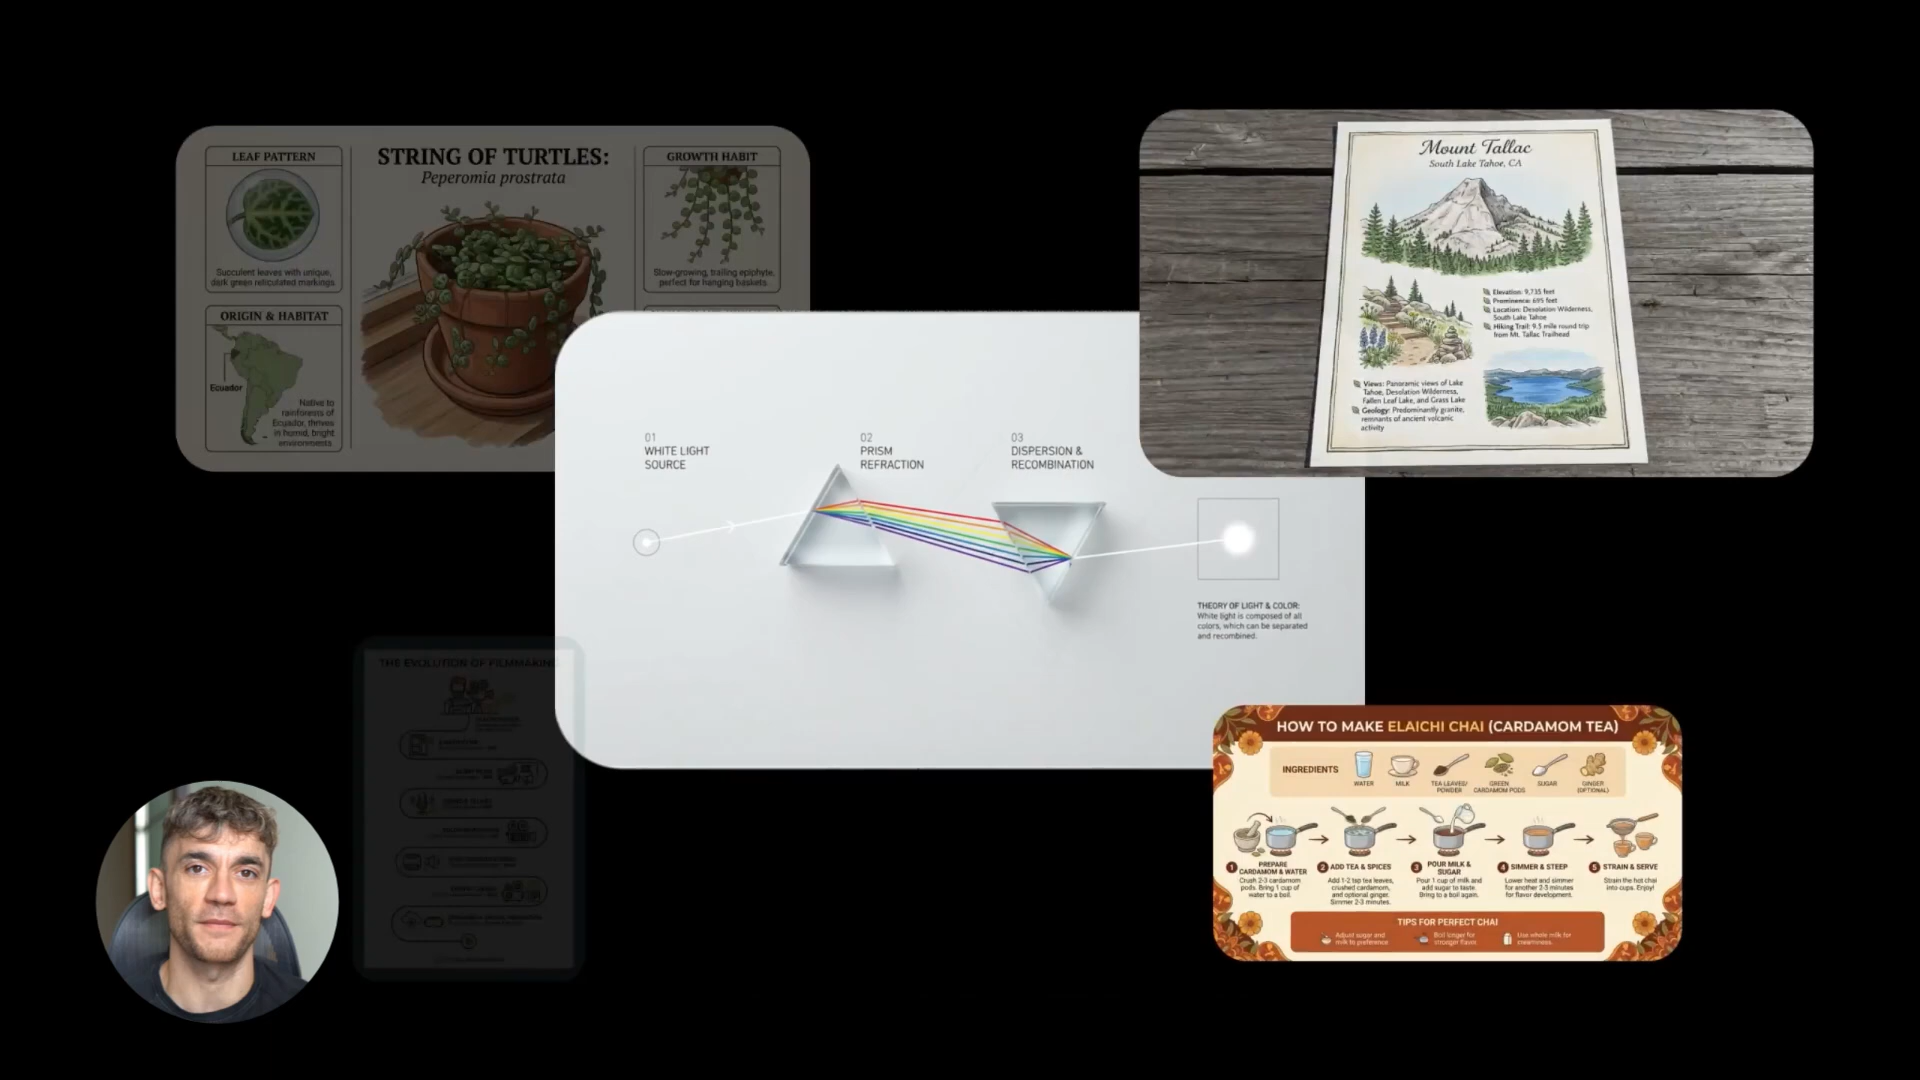 LEAF PATTERN
Succulent leaves with unique,
dark green reticulated markings
ORIGIN & HABITAT
Ecuador
Native to
rainforests of
Ecuador, thrives
in humid, bright
environments
STRING OF TURTLES:
Peperomia prostrata
GROWTH HABIT
Slow-growing, trailing epiphyte,
perfect for hanging baskets.
Mount Tallac
South Lake Tahoe, CA
Elevation: 9,735 feet
Prominence: 695 feet
Location: Desolation Wilderness,
South Lake Tahoe
Hiking Trail: 9.5 mile round trip
from Mt. Tallac Trailhead
Views: Panoramic views of Lake
Tahoe, Desolation Wilderness,
Fallen Leaf Lake, and Grass Lake
Geology: Predominantly granite,
remnants of ancient volcanic
activity
01
WHITE LIGHT
SOURCE
02
PRISM
REFRACTION
03
DISPERSION &
RECOMBINATION
THEORY OF LIGHT & COLOR:
White light is composed of all
colors, which can be separated
and recombined.
THE EVOLUTION OF FILMMAKING
HOW TO MAKE ELAICHI CHAI (CARDAMOM TEA)
INGREDIENTS
WATER
MILK
TEA LEAVES/
POWDER
GREEN
CARDAMOM PODS
SUGAR
GINGER
(OPTIONAL)
1 PREPARE
CARDAMOM & WATER
Crush 2-3 cardamom
pods. Bring 1 cup of
water to a boil.
2 ADD TEA & SPICES
Add 1-2 tsp tea leaves,
crushed cardamom,
and optional ginger.
Simmer 2-3 minutes.
3 POUR MILK &
SUGAR
Pour 1 cup of milk and
add sugar to taste.
Bring to a boil again.
4 SIMMER & STEEP
Lower heat and simmer
for another 2-3 minutes
for flavor development.
5 STRAIN & SERVE
Strain the hot chai
into cups. Enjoy!
TIPS FOR PERFECT CHAI
Adjust sugar and
milk to preference
Boil longer for
stronger flavor
Use whole milk for
creaminess.